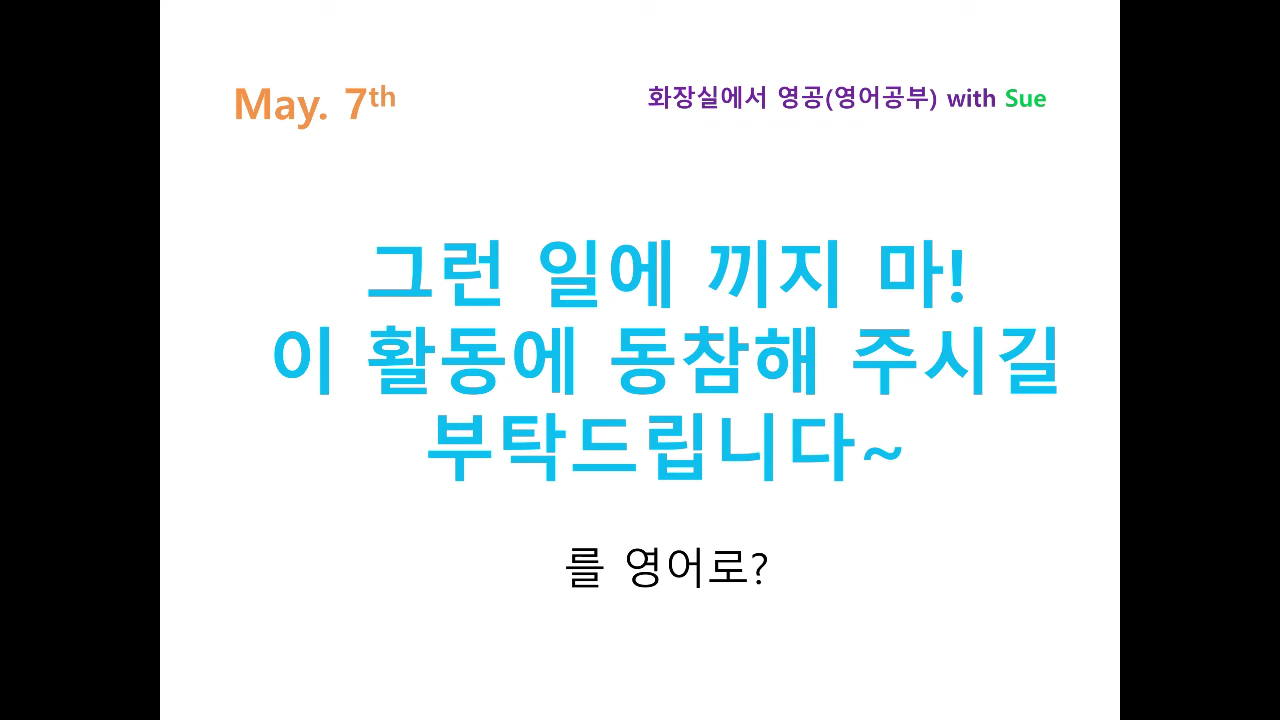 May. 7th
화장실에서 영공(영어공부) with Sue
그런 일에 끼지 마!
이 활동에 동참해 주시길
부탁드립니다~
를 영어로?